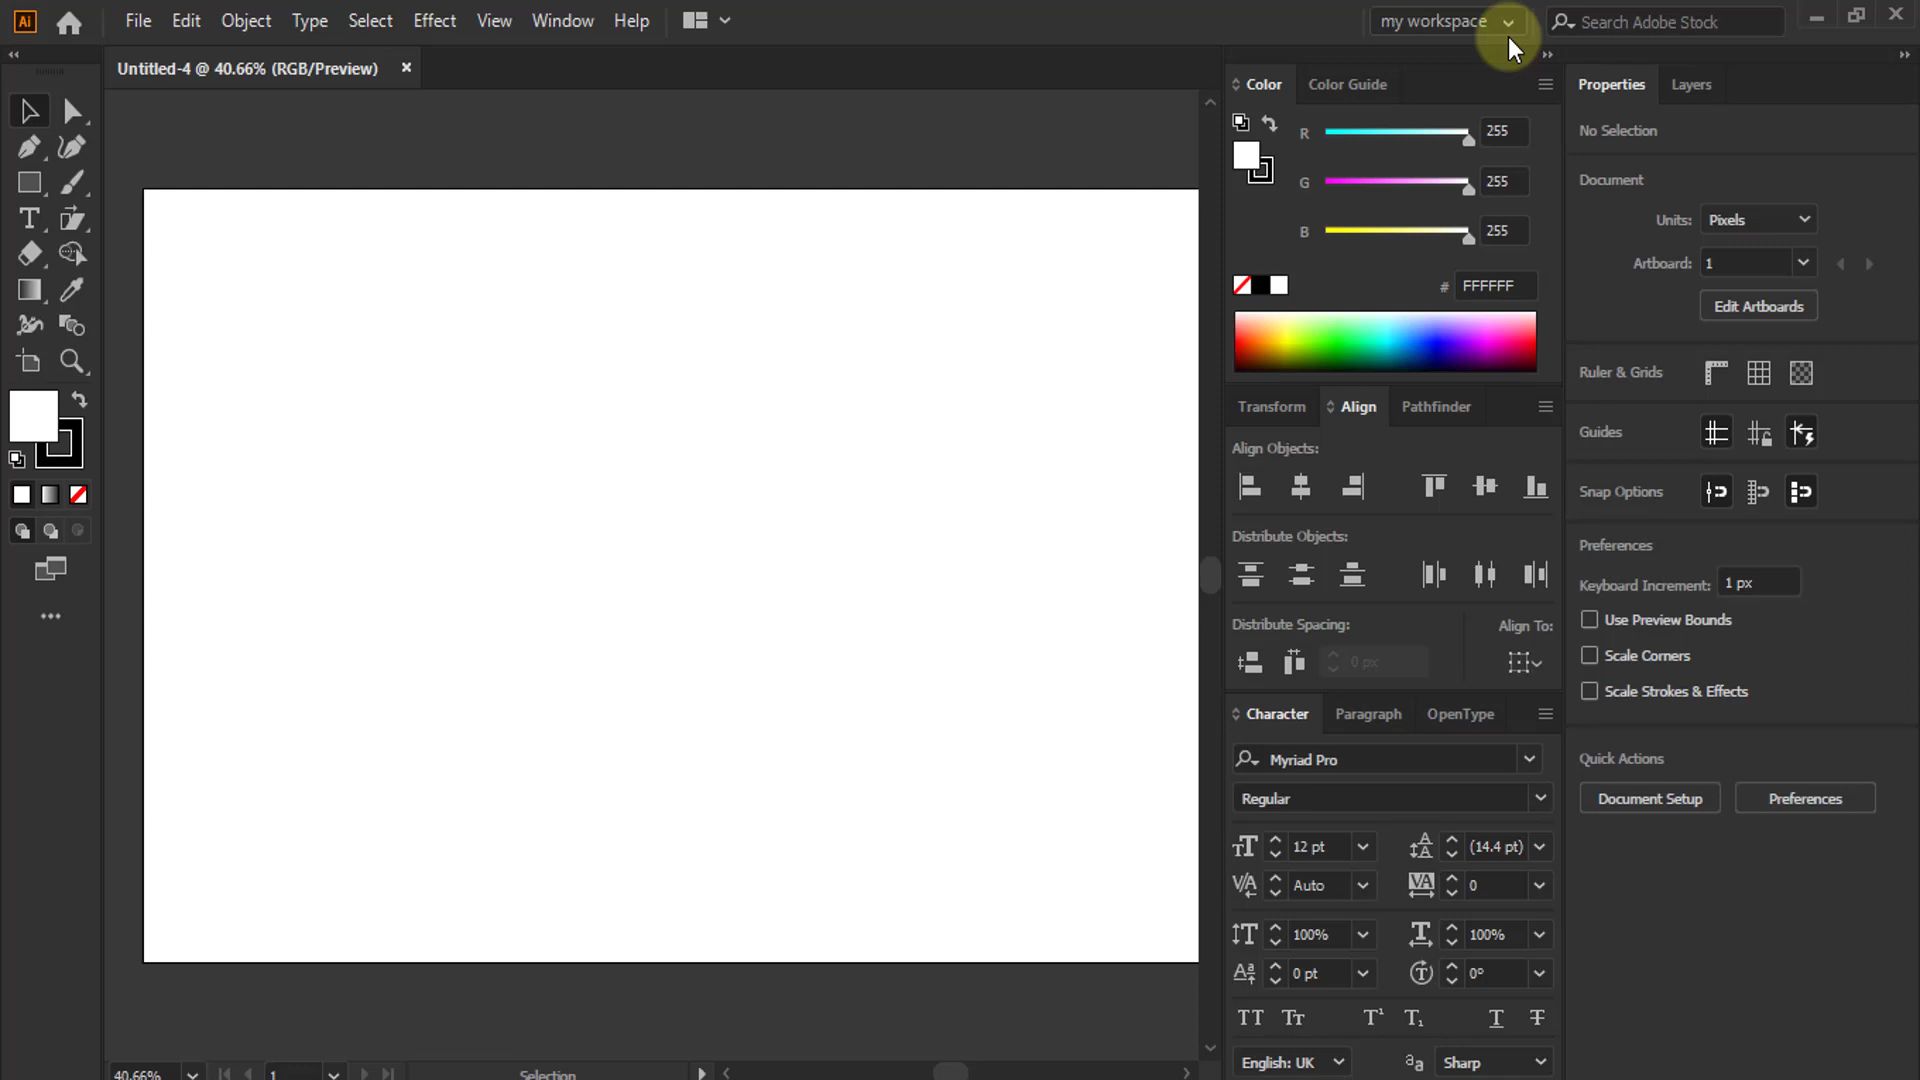 Ai File Edit Object Type Select Effect View Window Help my workspace Search Adobe Stock
Untitled-4 @ 40.66% (RGB/Preview)
Color Color Guide
R 255
G 255
B 255
# FFFFFF
Transform Align Pathfinder
Align Objects:
Distribute Objects:
Distribute Spacing: Align To:
0 px
Character Paragraph OpenType
Myriad Pro
Regular
12 pt (14.4 pt)
Auto 0
100% 100%
0 pt 0°
English: UK Sharp
Properties Layers
No Selection
Document
Units: Pixels
Artboard: 1
Edit Artboards
Ruler & Grids
Guides
Snap Options
Preferences
Keyboard Increment: 1 px
Use Preview Bounds
Scale Corners
Scale Strokes & Effects
Quick Actions
Document Setup Preferences
40.66% 1 Selection